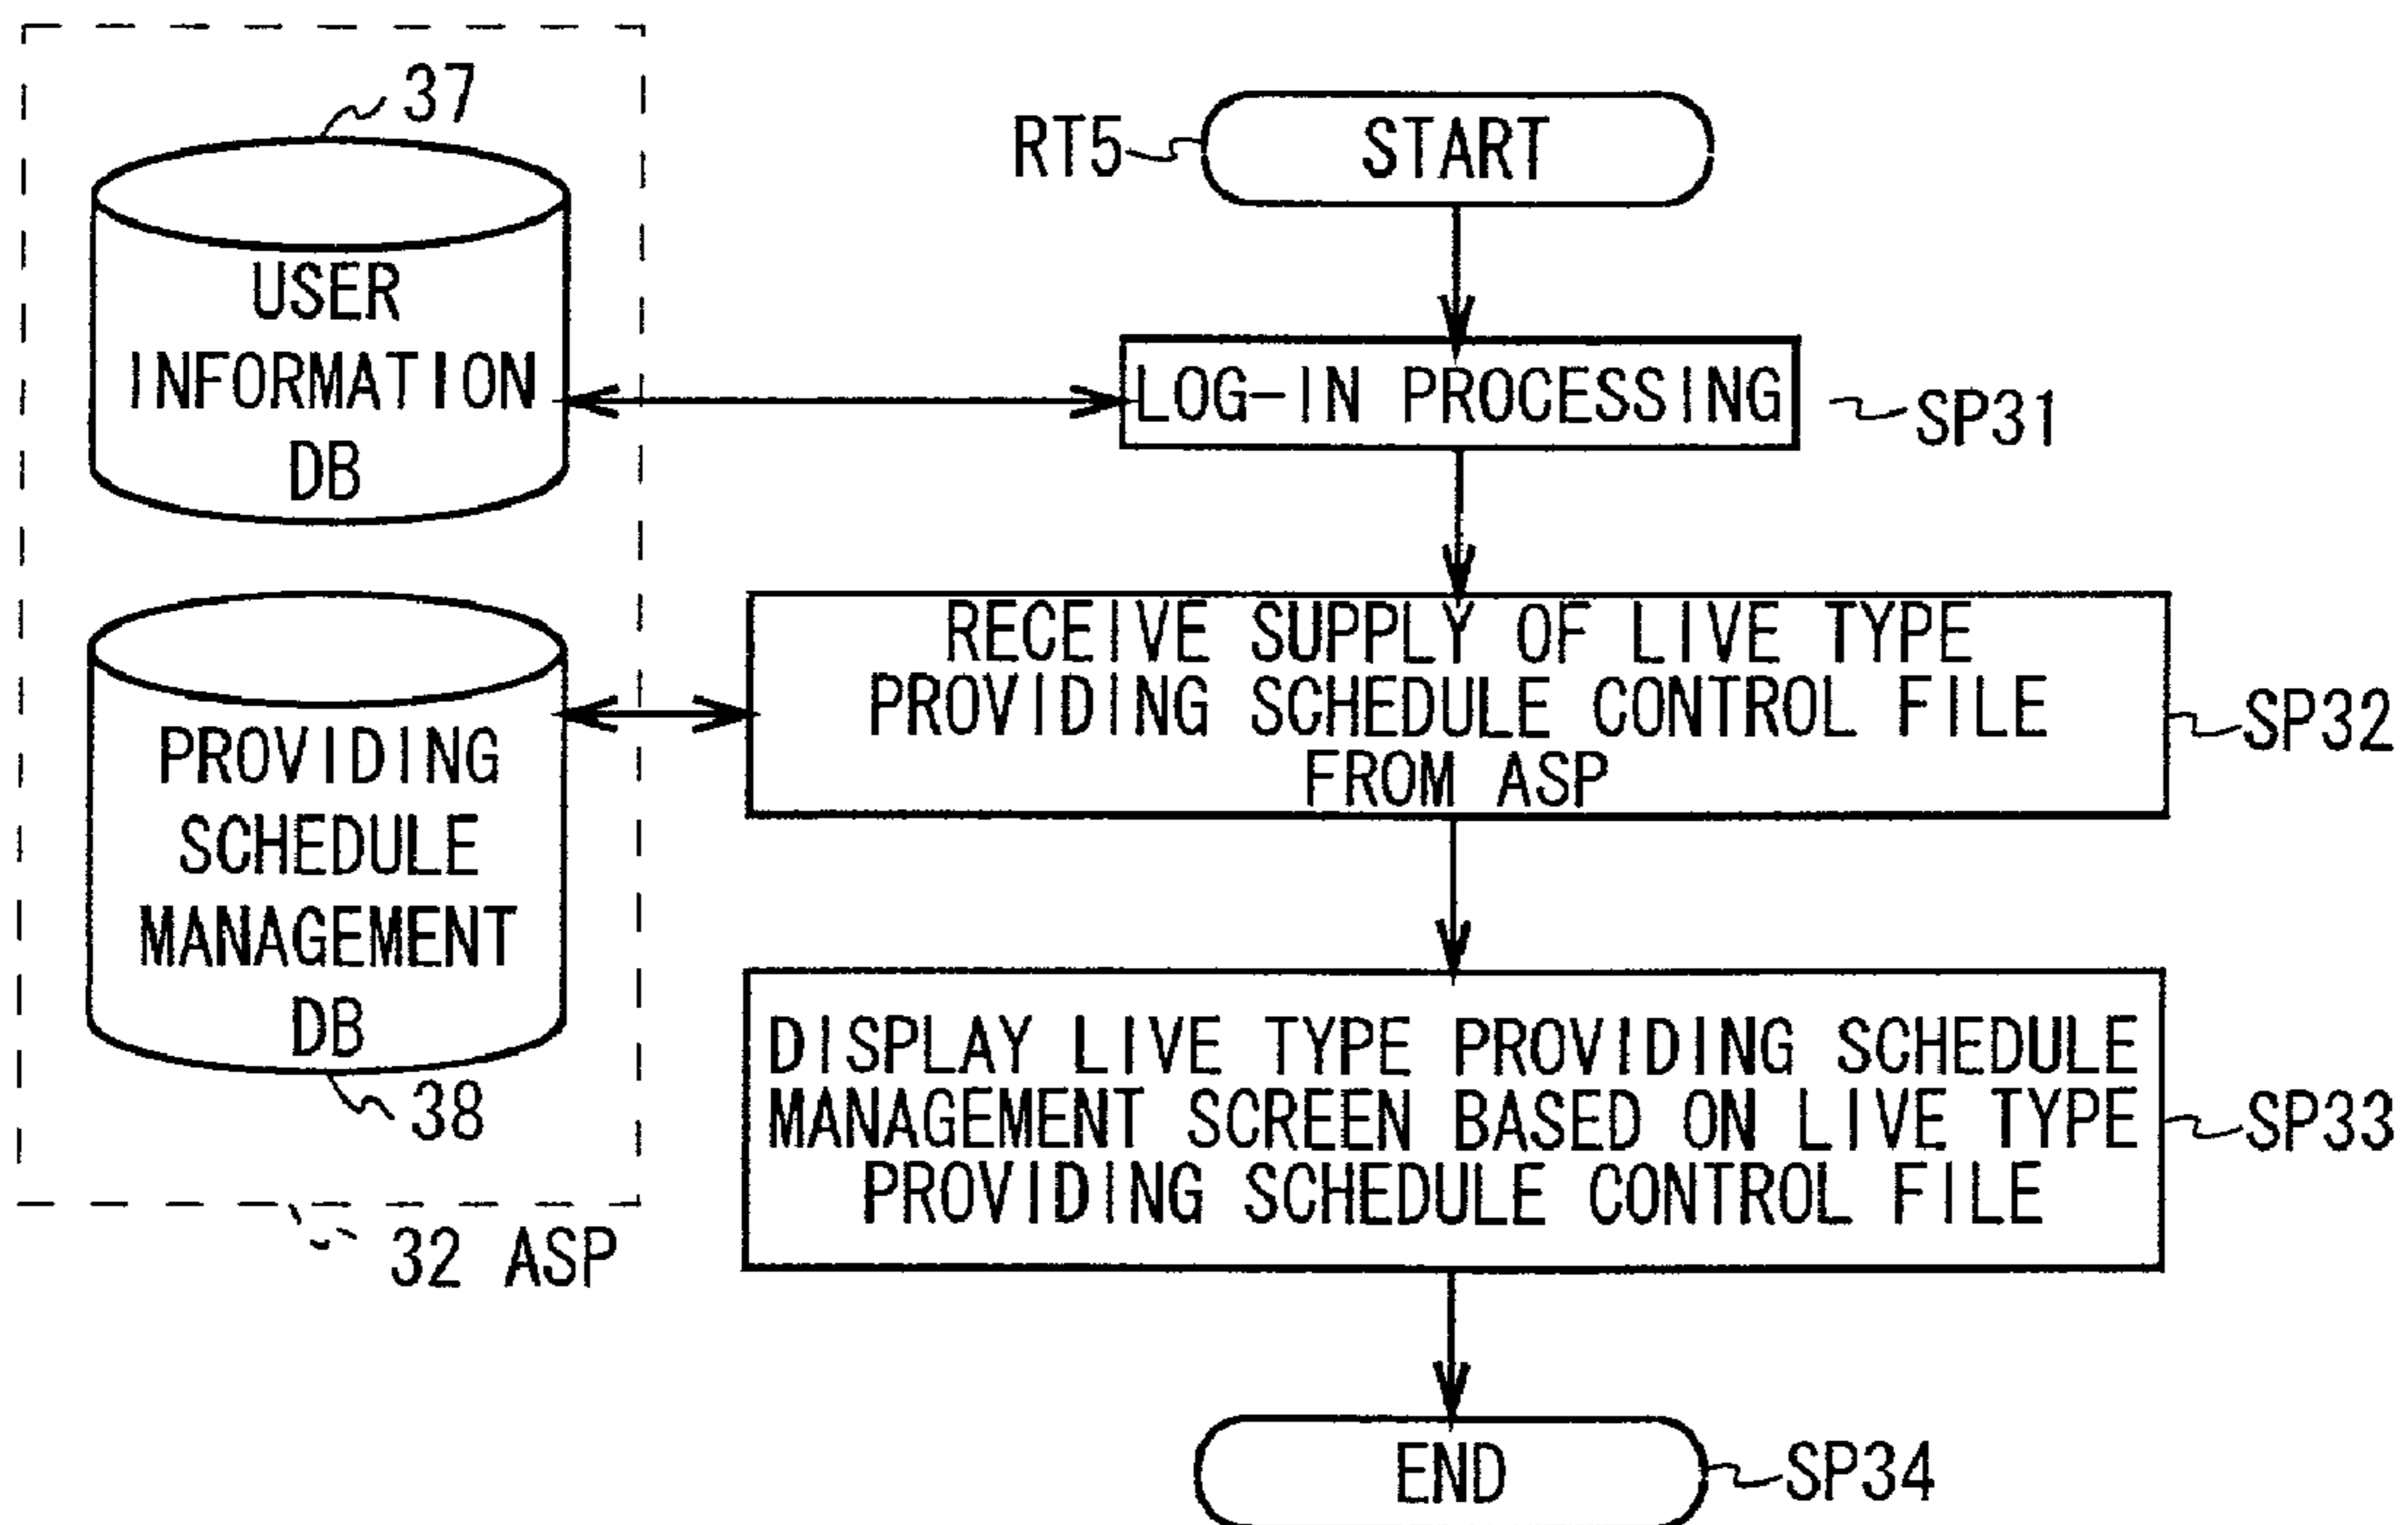 37
USER
INFORMATION
DB
PROVIDING
SCHEDULE
MANAGEMENT
DB
38
32 ASP
RT5
START
LOG-IN PROCESSING
SP31
RECEIVE SUPPLY OF LIVE TYPE
PROVIDING SCHEDULE CONTROL FILE
FROM ASP
SP32
DISPLAY LIVE TYPE PROVIDING SCHEDULE
MANAGEMENT SCREEN BASED ON LIVE TYPE
PROVIDING SCHEDULE CONTROL FILE
SP33
END
SP34